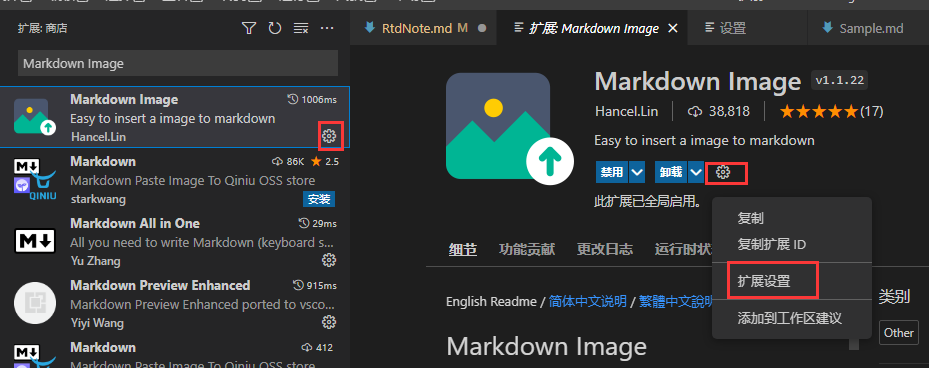 扩展: 商店
RtdNote.md
扩展: Markdown Image
设置
Sample.md
Markdown Image
Markdown Image
1006ms
Easy to insert a image to markdown
Hancel.Lin
Markdown
86K
2.5
Markdown Paste Image To Qiniu OSS store
starkwang
安装
Markdown All in One
29ms
All you need to write Markdown (keyboard s...
Yu Zhang
Markdown Preview Enhanced
915ms
Markdown Preview Enhanced ported to vsco...
Yiyi Wang
Markdown
412
Markdown Paste Image To Qiniu OSS store
M
QINIU
M
M
Markdown Image
v1.1.22
Hancel.Lin
38,818
(17)
Easy to insert a image to markdown
禁用
卸载
此扩展已全局启用。
复制
复制扩展 ID
扩展设置
添加到工作区建议
细节
功能贡献
更改日志
运行时状
English Readme / 简体中文说明 / 繁體中文說明
类别
Other
Markdown Image